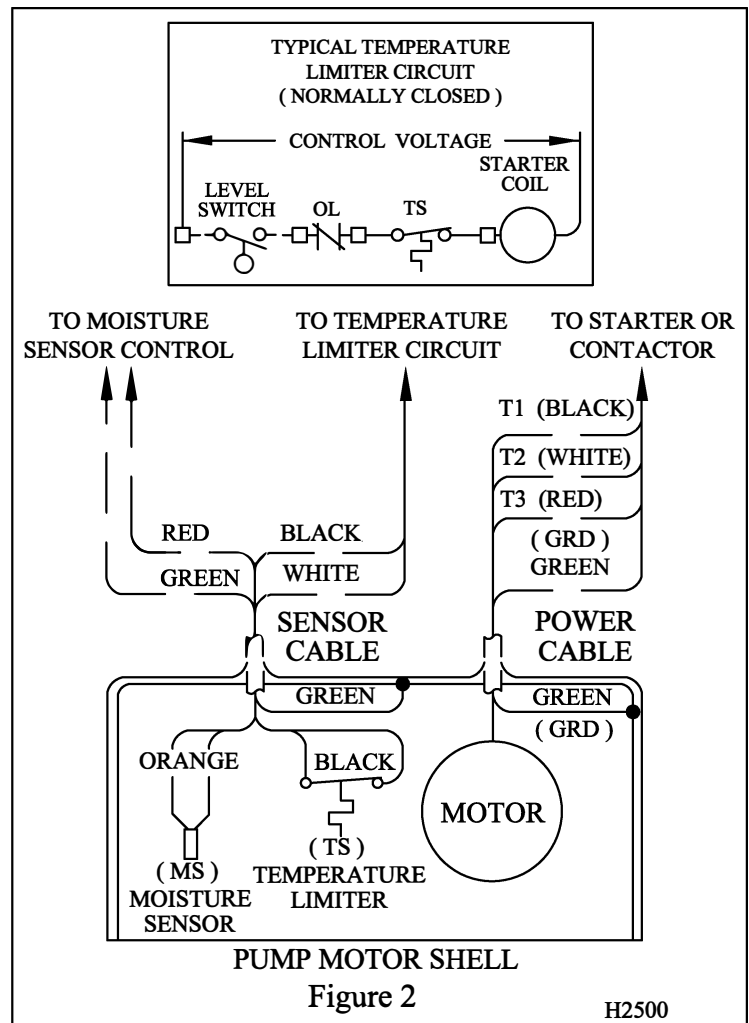 TYPICAL TEMPERATURE
LIMITER CIRCUIT
( NORMALLY CLOSED )
CONTROL VOLTAGE
STARTER
COIL
LEVEL
SWITCH
OL
TS
TO MOISTURE
SENSOR CONTROL
TO TEMPERATURE
LIMITER CIRCUIT
TO STARTER OR
CONTACTOR
T1 (BLACK)
T2 (WHITE)
T3 (RED)
( GRD )
GREEN
RED
GREEN
BLACK
WHITE
SENSOR
CABLE
POWER
CABLE
GREEN
GREEN
( GRD )
ORANGE
BLACK
MOTOR
( MS )
MOISTURE
SENSOR
( TS )
TEMPERATURE
LIMITER
PUMP MOTOR SHELL
Figure 2
H2500